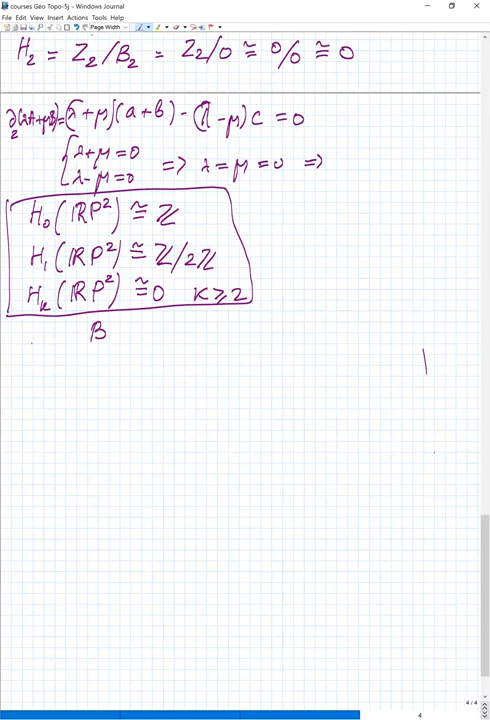 courses Geo Topo-5j - Windows Journal
File Edit View Insert Actions Tools Help
Page Width
H₂ = Z₂/B₂ = Z₂/0 ≅ 0/0 ≅ 0
∂₂(λA+μB)=(λ+μ)(a+b) - (λ-μ)c = 0
{λ+μ=0
{λ-μ=0 => λ=μ=0 =>
H₀(RP²) ≅ ℤ
H₁(RP²) ≅ ℤ/2ℤ
Hₖ(RP²) ≅ 0 k≥2
B
4 / 4
4